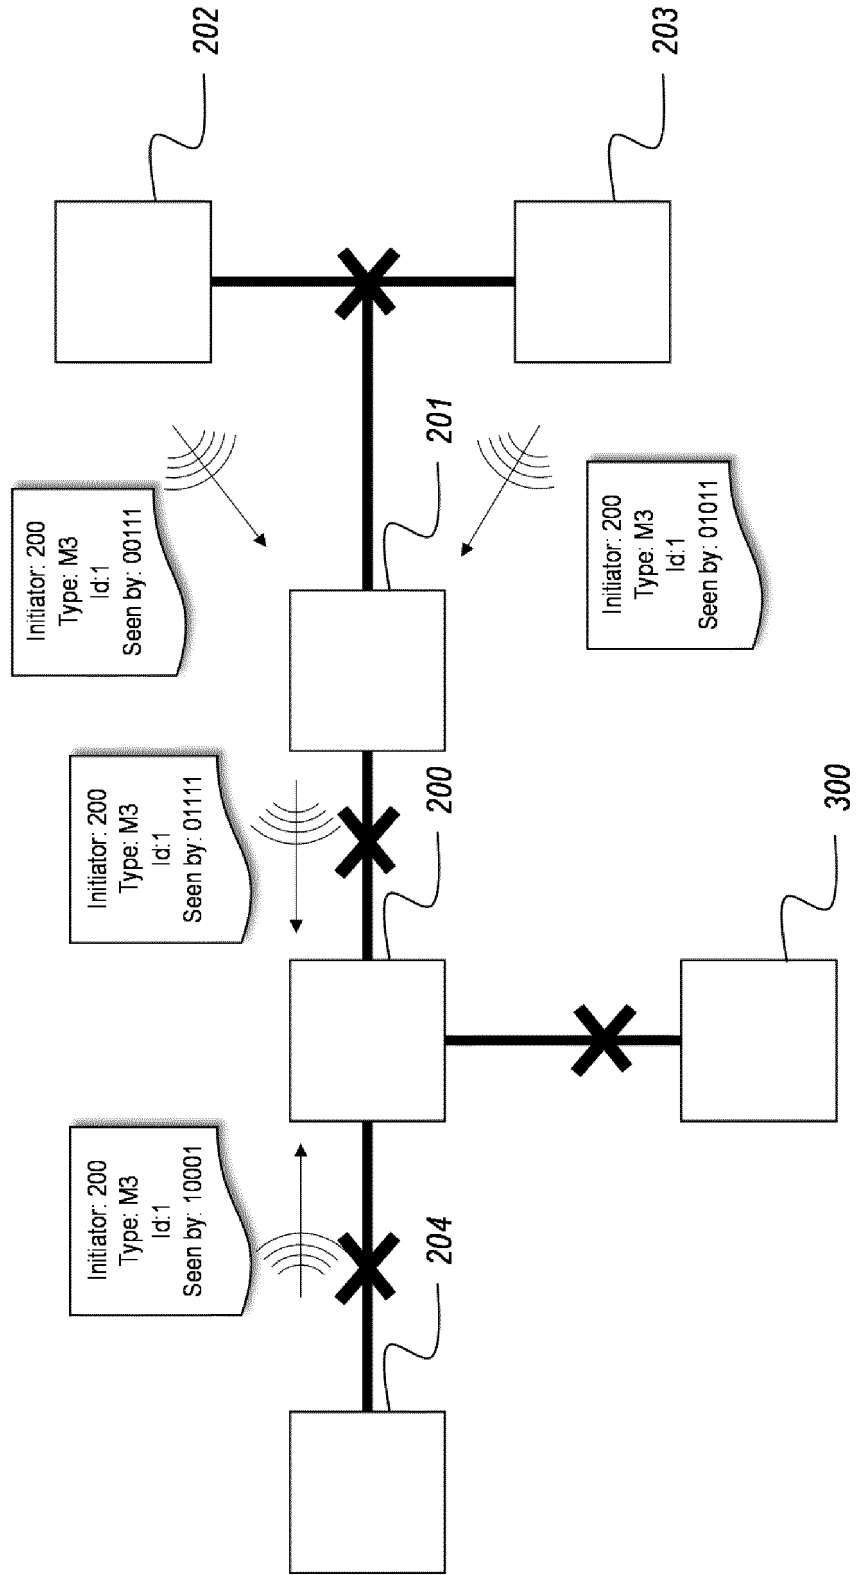 202
203
Initiator: 200
Type: M3
Id:1
Seen by: 00111
201
Initiator: 200
Type: M3
Id:1
Seen by: 01011
Initiator: 200
Type: M3
Id:1
Seen by: 01111
200
300
Initiator: 200
Type: M3
Id:1
Seen by: 10001
204